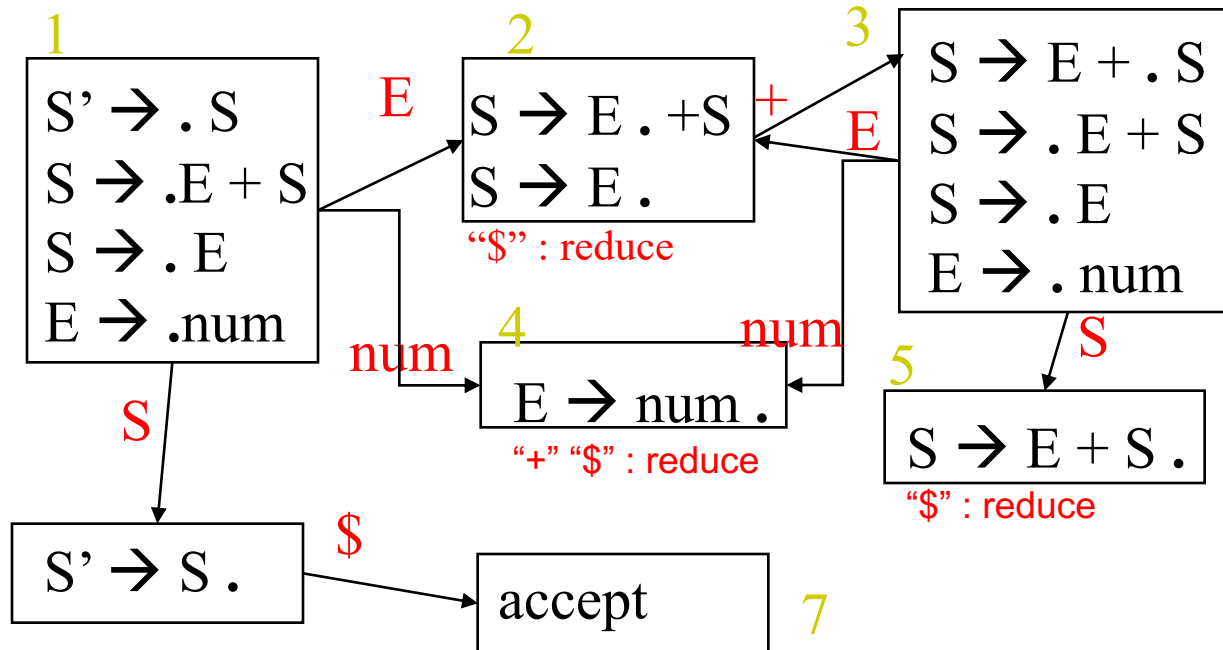 1
S’ → . S
S → .E + S
S → . E
E → .num
E
2
S → E . +S
S → E .
“$” : reduce
+
E
3
S → E + . S
S → . E + S
S → . E
E → . num
num
4
E → num .
“+” “$” : reduce
num
S
5
S → E + S .
“$” : reduce
S
S’ → S .
$
accept
7